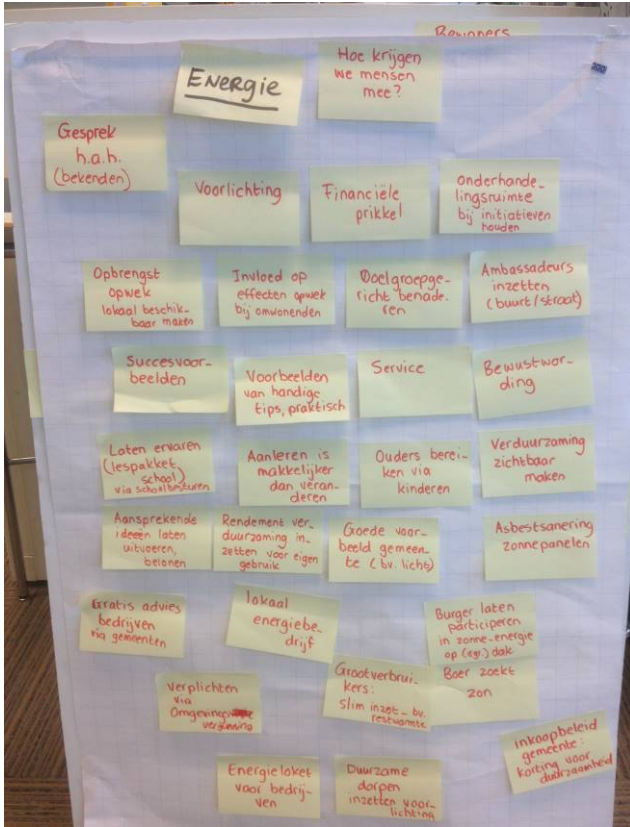 Bewoners
ENERGIE
Hoe krijgen
we mensen
mee?
Gesprek
h.a.h.
(bekenden)
Voorlichting
Financiële
prikkel
Onderhande-
lingsruimte
bij initiatieven
houden
Opbrengst
opwek
lokaal beschik-
baar maken
Invloed op
effecten opwek
bij omwonenden
Doelgroepge-
richt benade-
ren
Ambassadeurs
inzetten
(buurt/straat)
Succesvoor-
beelden
Voorbeelden
van handige
tips, praktisch
Service
Bewustwor-
ding
Laten ervaren
(lespakket
school)
via schoolbesturen
Aanleren is
makkelijker
dan veran-
deren
Ouders berei-
ken via
kinderen
Verduurzaming
zichtbaar
maken
Aansprekende
ideeën laten
uitvoeren,
belonen
Rendement ver-
duurzaming in-
zetten voor eigen
gebruik
Goede voor-
beeld gemeen-
te (bv. licht)
Asbestsanering
zonnepanelen
Gratis advies
bedrijven
via gemeenten
lokaal
energiebe-
drijf
Burger laten
participeren
in zonne-energie
op (agr.) dak
verplichten
via
Omgevings
vergunning
Grootverbrui-
kers:
slim inzet bv.
restwarmte
Boer zoekt
zon
inkoopbeleid
gemeente:
korting voor
duurzaamheid
Energieloket
voor bedrij-
ven
Duurzame
dorpen
inzetten voor-
lichting